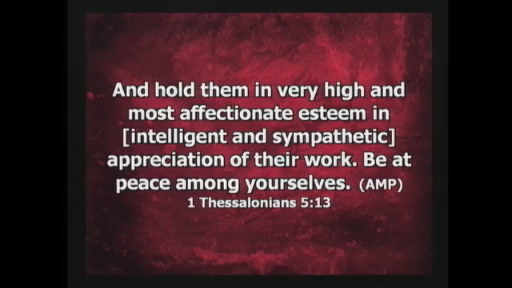 And hold them in very high and
most affectionate esteem in
[intelligent and sympathetic]
appreciation of their work. Be at
peace among yourselves. (AMP)
1 Thessalonians 5:13